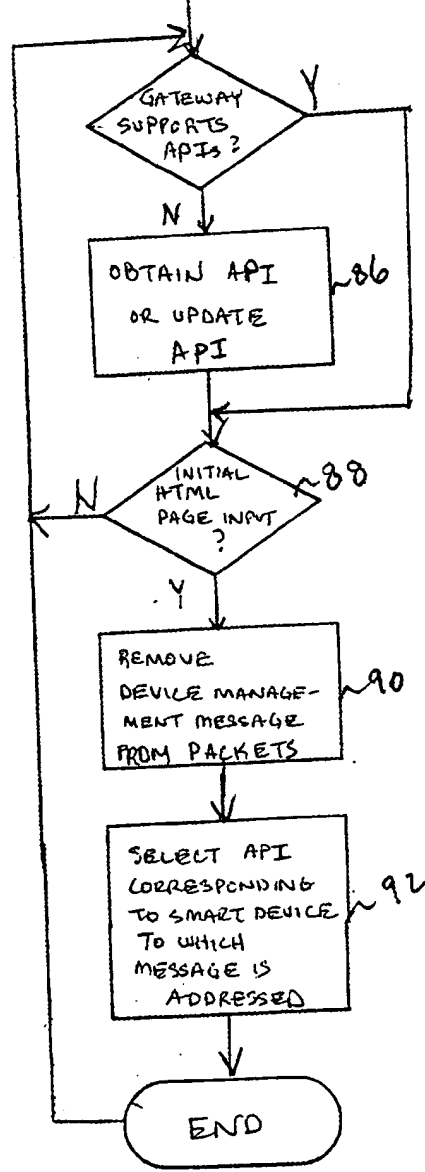 GATEWAY
SUPPORTS
APIs?
Y
N
OBTAIN API
OR UPDATE
API
86
INITIAL
HTML
PAGE INPUT
?
88
N
Y
REMOVE
DEVICE MANAGE-
MENT MESSAGE
FROM PACKETS
90
SELECT API
CORRESPONDING
TO SMART DEVICE
TO WHICH
MESSAGE IS
ADDRESSED
92
END